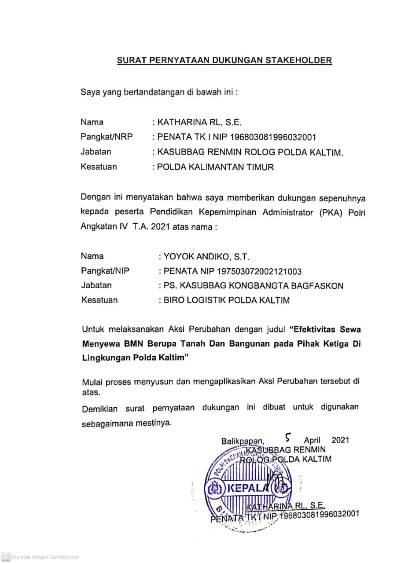 SURAT PERNYATAAN DUKUNGAN STAKEHOLDER
Saya yang bertandatangan di bawah ini :
Nama : KATHARINA RL, S.E.
Pangkat/NRP : PENATA TK I NIP 196803081996032001
Jabatan : KASUBBAG RENMIN ROLOG POLDA KALTIM.
Kesatuan : POLDA KALIMANTAN TIMUR
Dengan ini menyatakan bahwa saya memberikan dukungan sepenuhnya
kepada peserta Pendidikan Kepemimpinan Administrator (PKA) Polri
Angkatan IV T.A. 2021 atas nama :
Nama : YOYOK ANDIKO, S.T.
Pangkat/NIP : PENATA NIP 197503072002121003
Jabatan : PS. KASUBBAG KONGBANGTA BAGFASKON
Kesatuan : BIRO LOGISTIK POLDA KALTIM
Untuk melaksanakan Aksi Perubahan dengan judul "Efektivitas Sewa
Menyewa BMN Berupa Tanah Dan Bangunan pada Pihak Ketiga Di
Lingkungan Polda Kaltim"
Mulai proses menyusun dan mengaplikasikan Aksi Perubahan tersebut di
atas.
Demikian surat pernyataan dukungan ini dibuat untuk digunakan
sebagaimana mestinya.
Balikpapan, 5 April 2021
KASUBBAG RENMIN
ROLOG POLDA KALTIM
KEPALA
KATHARINA RL, S.E.
PENATA TK I NIP 196803081996032001
CS Dipindai dengan CamScanner